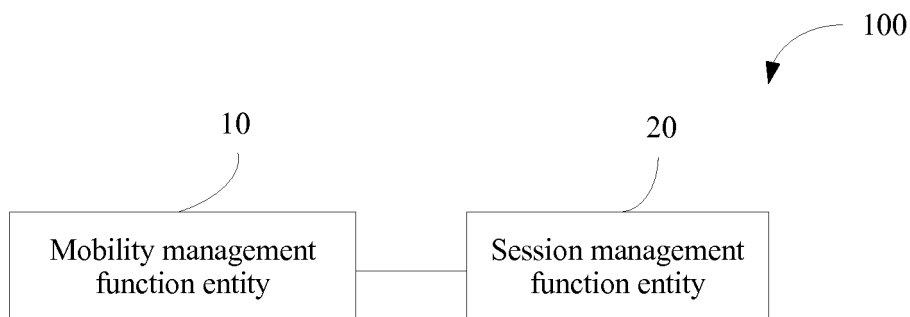 100
10
20
Mobility management
function entity
Session management
function entity